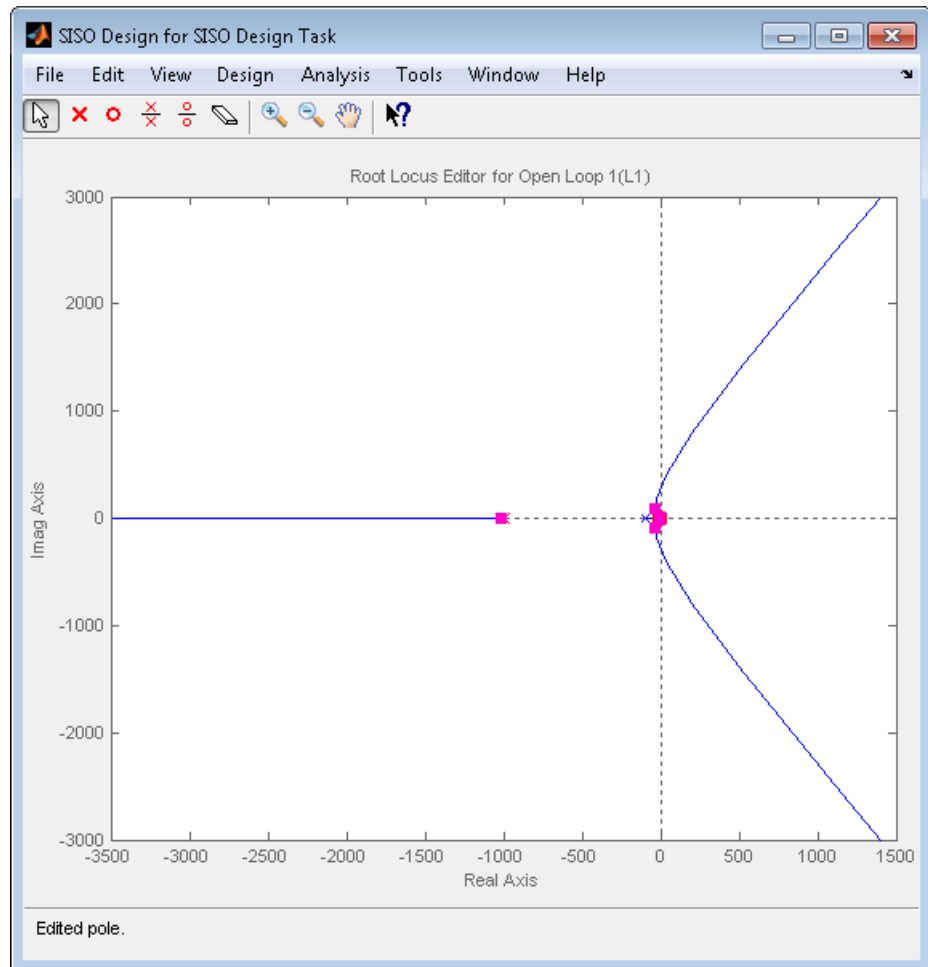 SISO Design for SISO Design Task
File Edit View Design Analysis Tools Window Help
Root Locus Editor for Open Loop 1(L1)
3000
2000
1000
0
-1000
-2000
-3000
Imag Axis
-3500 -3000 -2500 -2000 -1500 -1000 -500 0 500 1000 1500
Real Axis
Edited pole.